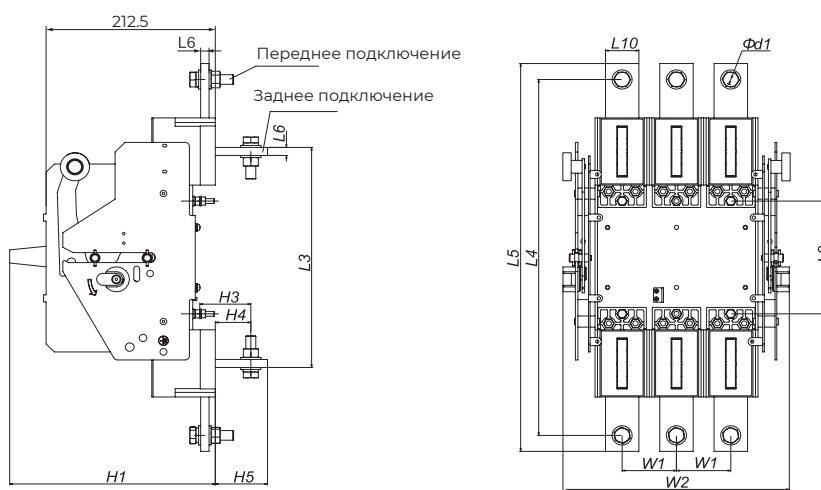 212.5
L6
Переднее подключение
Заднее подключение
L6
L3
H3
H4
H1
H5
L10
Фd1
L5
L4
W1
W1
W2